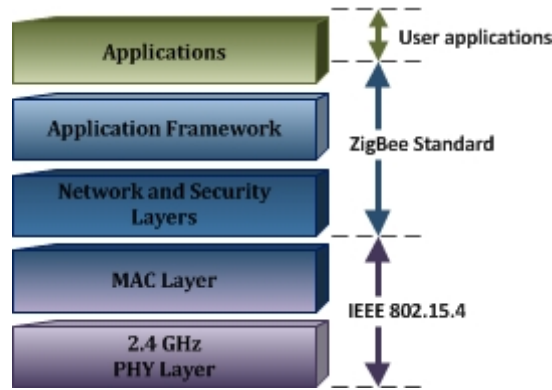 Applications
User applications
Application Framework
ZigBee Standard
Network and Security
Layers
MAC Layer
IEEE 802.15.4
2.4 GHz
PHY Layer